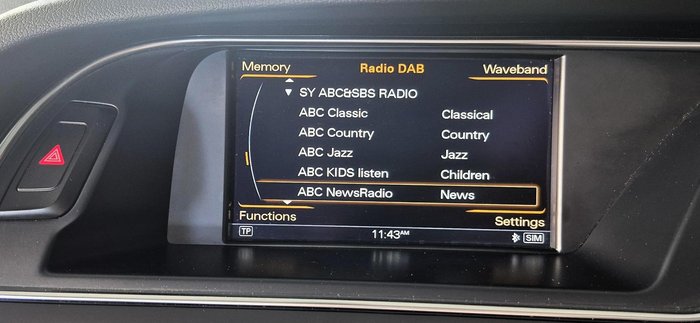 Memory Radio DAB Waveband
▼ SY ABC&SBS RADIO
ABC Classic Classical
ABC Country Country
ABC Jazz Jazz
ABC KIDS listen Children
ABC NewsRadio News
Functions Settings
TP 11:43AM SIM